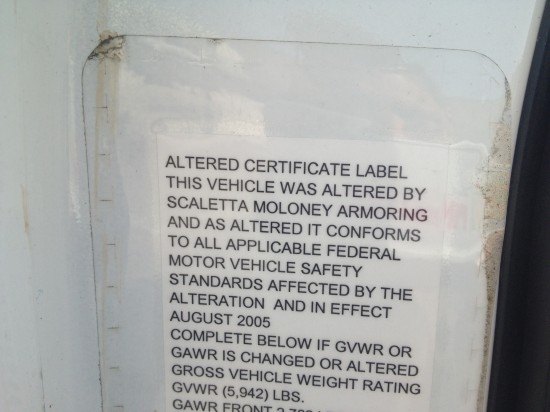 ALTERED CERTIFICATE LABEL
THIS VEHICLE WAS ALTERED BY
SCALETTA MOLONEY ARMORING
AND AS ALTERED IT CONFORMS
TO ALL APPLICABLE FEDERAL
MOTOR VEHICLE SAFETY
STANDARDS AFFECTED BY THE
ALTERATION AND IN EFFECT
AUGUST 2005
COMPLETE BELOW IF GVWR OR
GAWR IS CHANGED OR ALTERED
GROSS VEHICLE WEIGHT RATING
GVWR (5,942) LBS.
GAWR FRONT